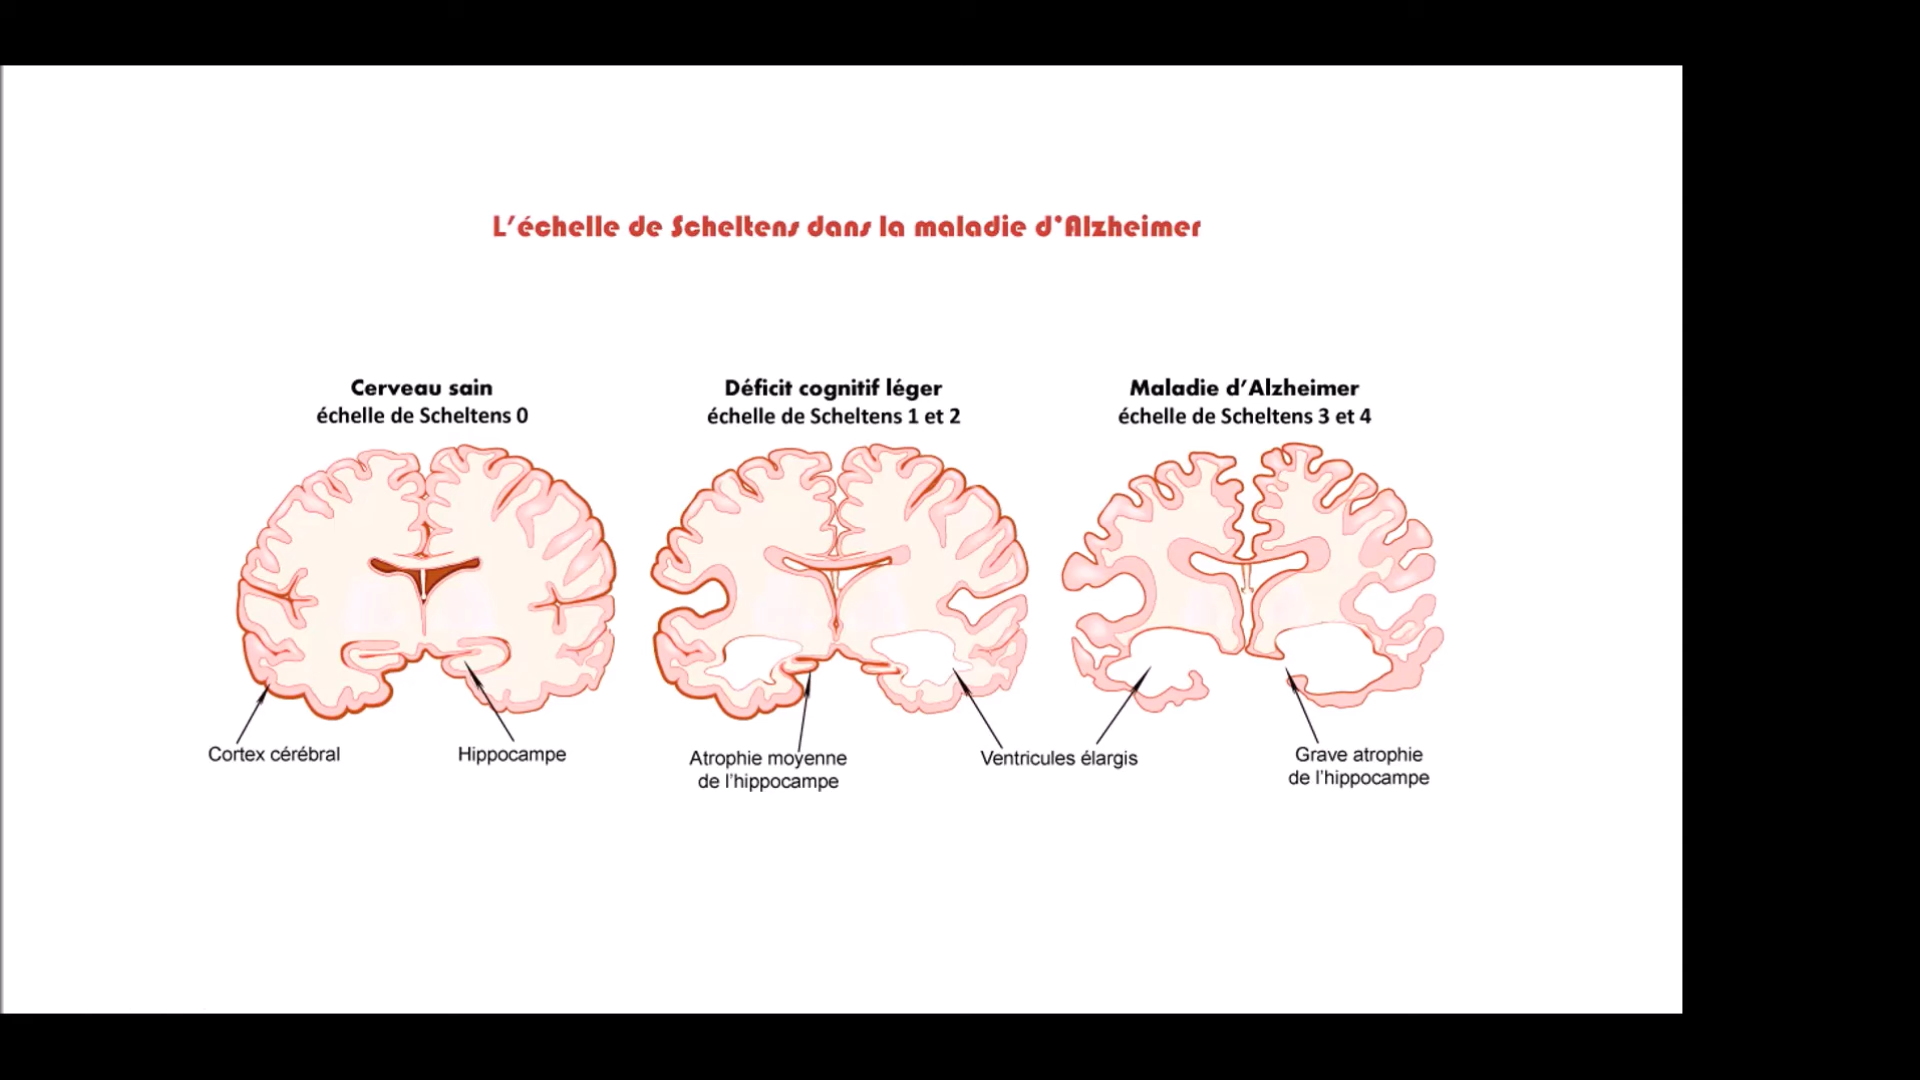 L'échelle de Scheltens dans la maladie d'Alzheimer
Cerveau sain
échelle de Scheltens 0
Déficit cognitif léger
échelle de Scheltens 1 et 2
Maladie d'Alzheimer
échelle de Scheltens 3 et 4
Cortex cérébral
Hippocampe
Atrophie moyenne
de l'hippocampe
Ventricules élargis
Grave atrophie
de l'hippocampe